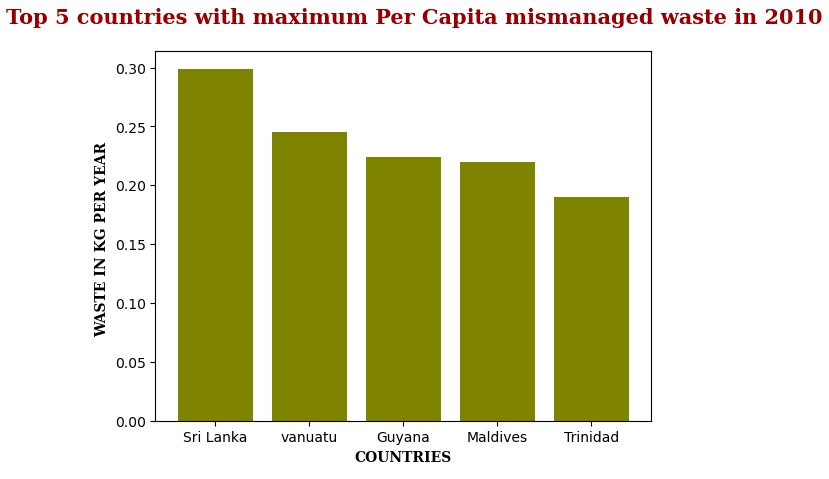 Top 5 countries with maximum Per Capita mismanaged waste in 2010
WASTE IN KG PER YEAR
0.30
0.25
0.20
0.15
0.10
0.05
0.00
Sri Lanka vanuatu Guyana Maldives Trinidad
COUNTRIES